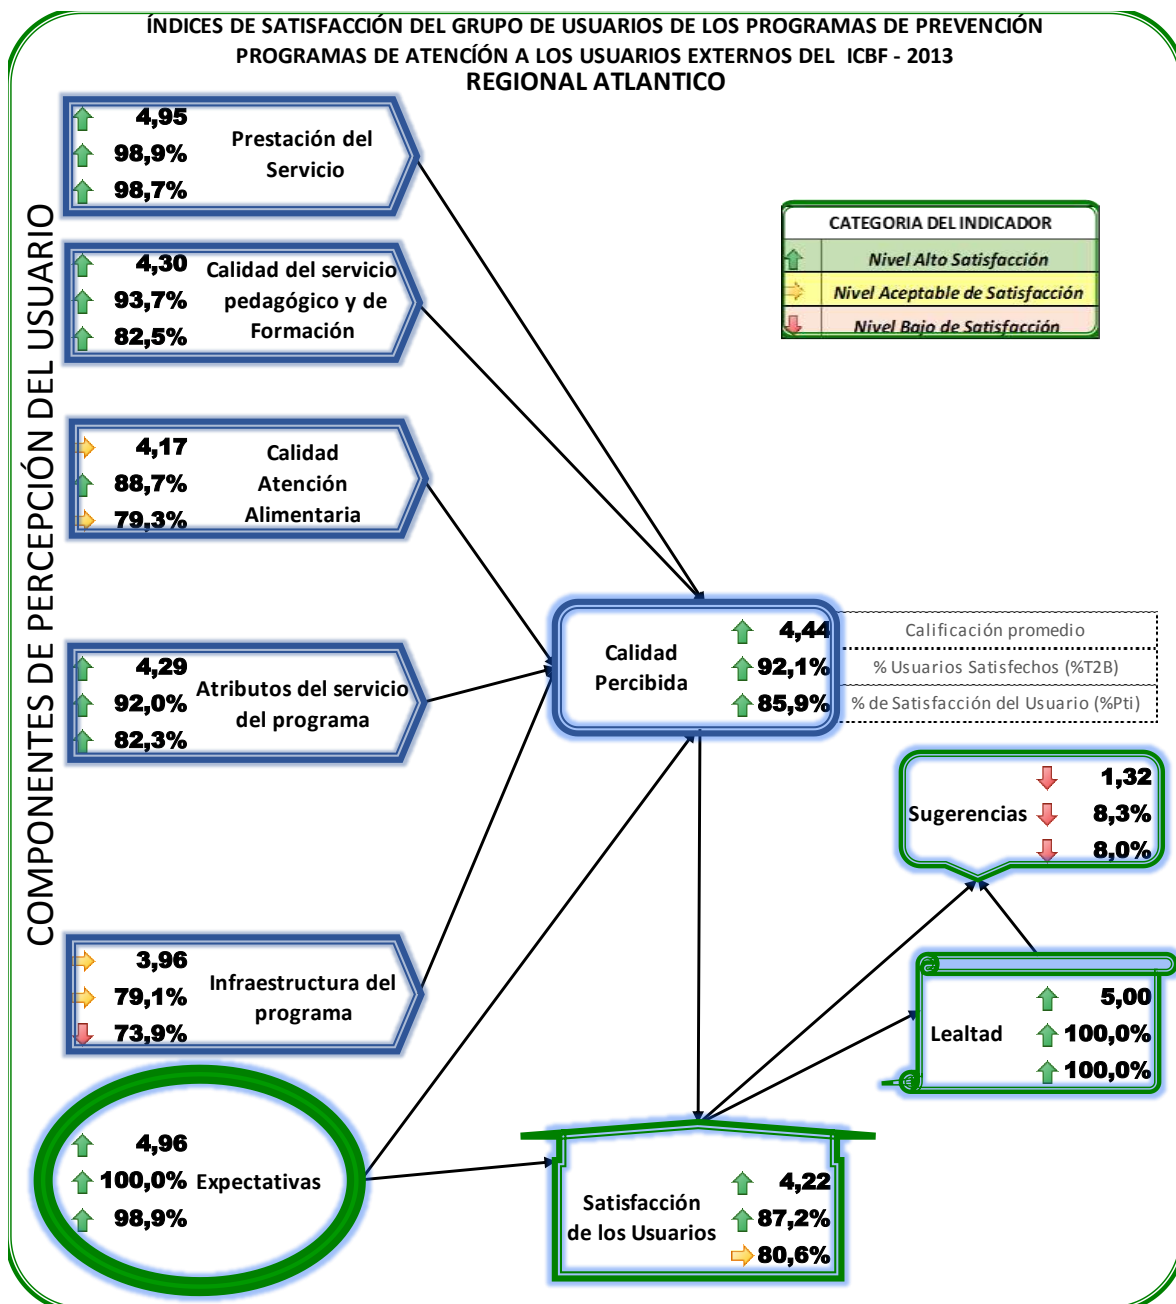 ÍNDICES DE SATISFACCIÓN DEL GRUPO DE USUARIOS DE LOS PROGRAMAS DE PREVENCIÓN
PROGRAMAS DE ATENCÍÓN A LOS USUARIOS EXTERNOS DEL ICBF - 2013
REGIONAL ATLANTICO
COMPONENTES DE PERCEPCIÓN DEL USUARIO
4,95
98,9%
98,7%
Prestación del
Servicio
4,30
93,7%
82,5%
Calidad del servicio
pedagógico y de
Formación
4,17
88,7%
79,3%
Calidad
Atención
Alimentaria
4,29
92,0%
82,3%
Atributos del servicio
del programa
3,96
79,1%
73,9%
Infraestructura del
programa
4,96
100,0%
98,9%
Expectativas
CATEGORIA DEL INDICADOR
Nivel Alto Satisfacción
Nivel Aceptable de Satisfacción
Nivel Bajo de Satisfacción
Calidad
Percibida
4,44
92,1%
85,9%
Calificación promedio
% Usuarios Satisfechos (%T2B)
% de Satisfacción del Usuario (%Pti)
Sugerencias
1,32
8,3%
8,0%
Lealtad
5,00
100,0%
100,0%
Satisfacción
de los Usuarios
4,22
87,2%
80,6%